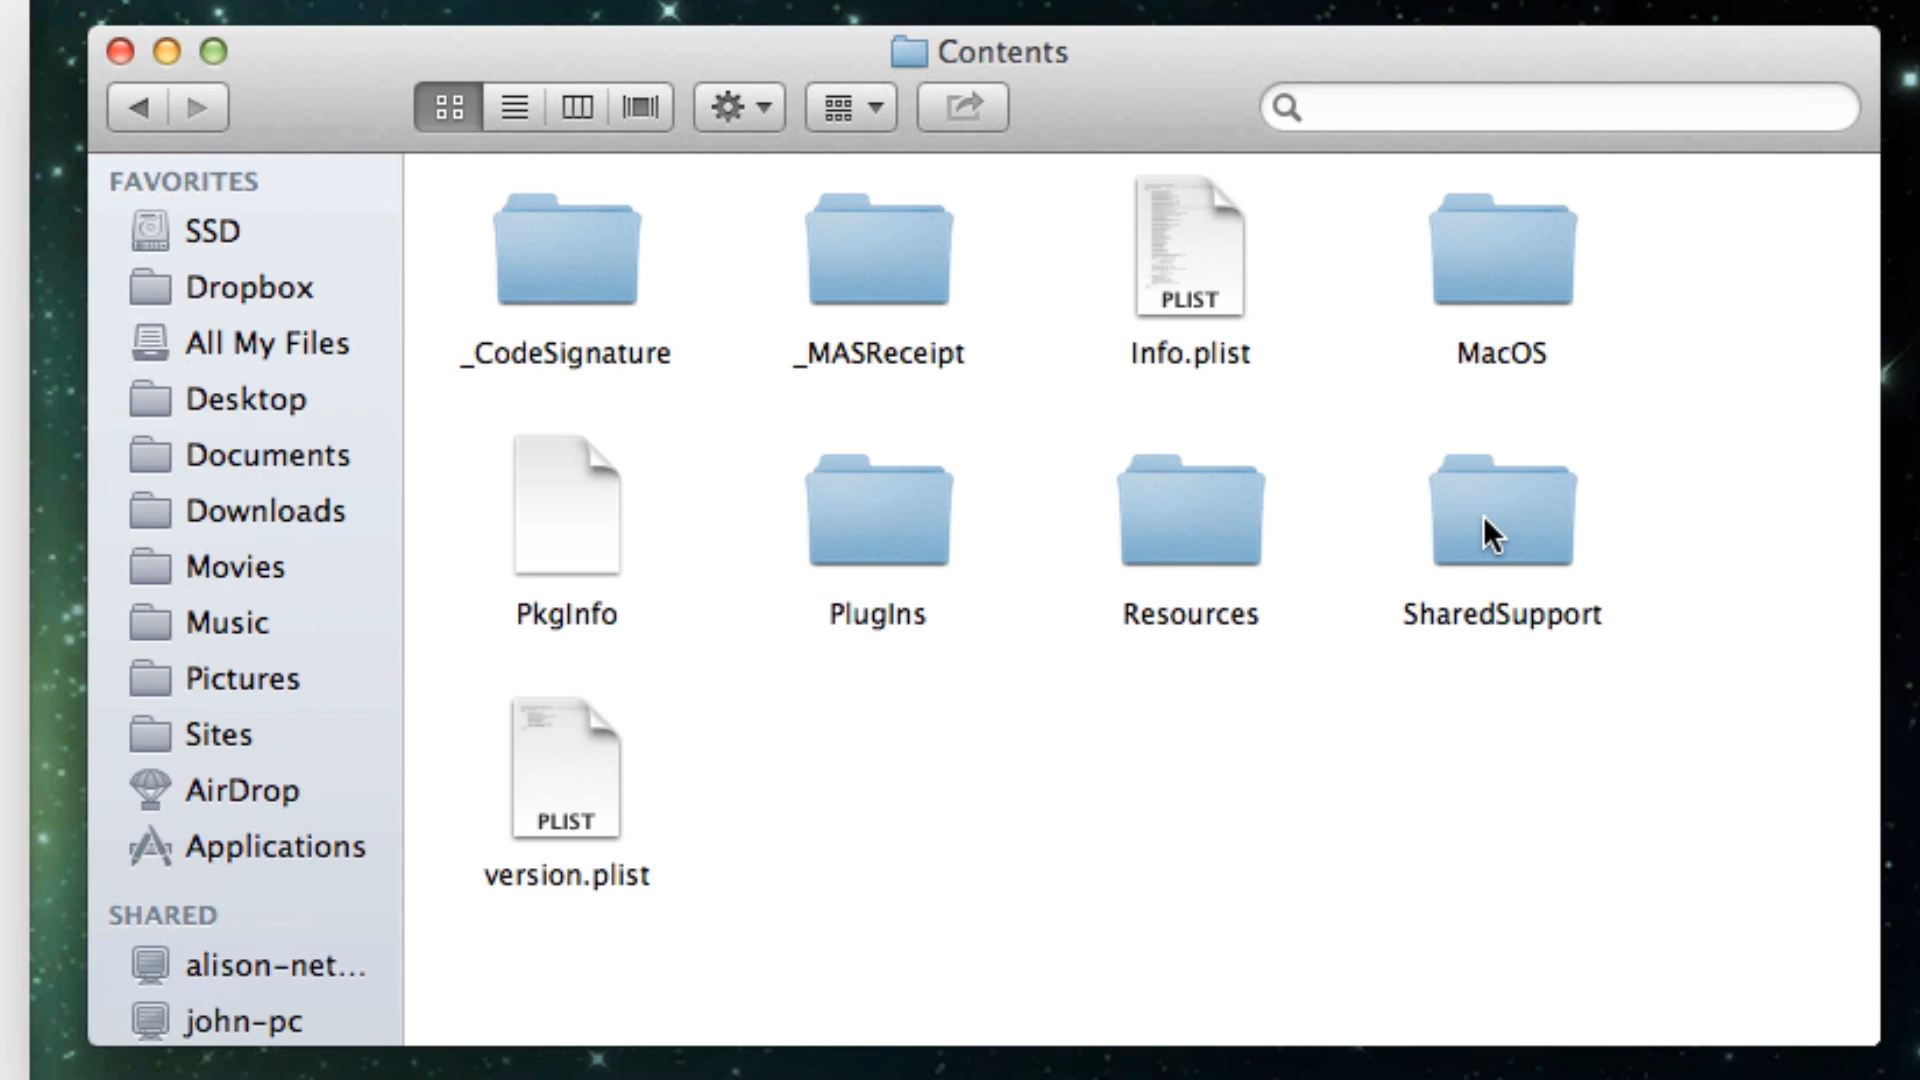 Contents
FAVORITES
SSD
Dropbox
All My Files
Desktop
Documents
Downloads
Movies
Music
Pictures
Sites
AirDrop
Applications
SHARED
alison-net...
john-pc
_CodeSignature
_MASReceipt
PLIST
Info.plist
MacOS
PkgInfo
PlugIns
Resources
SharedSupport
PLIST
version.plist